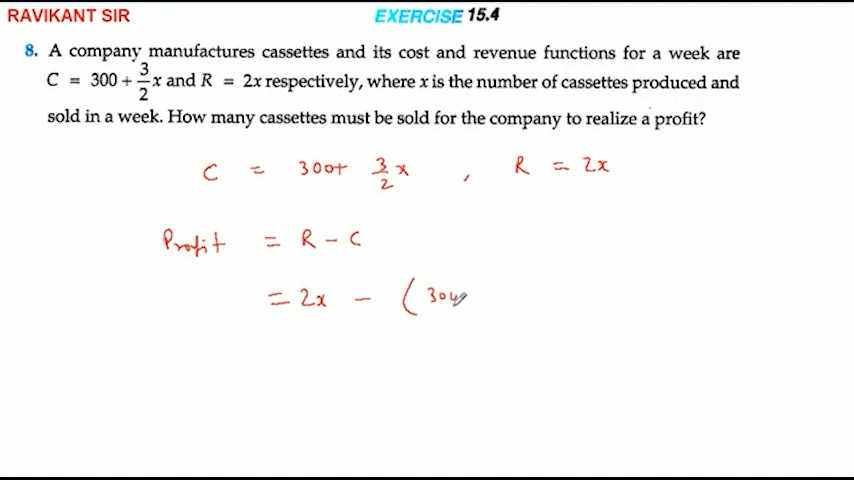 RAVIKANT SIR EXERCISE 15.4
8. A company manufactures cassettes and its cost and revenue functions for a week are
C = 300 + 3/2 x and R = 2x respectively, where x is the number of cassettes produced and
sold in a week. How many cassettes must be sold for the company to realize a profit?
C = 300+ 3/2 x , R = 2x
Profit = R - C
= 2x - (